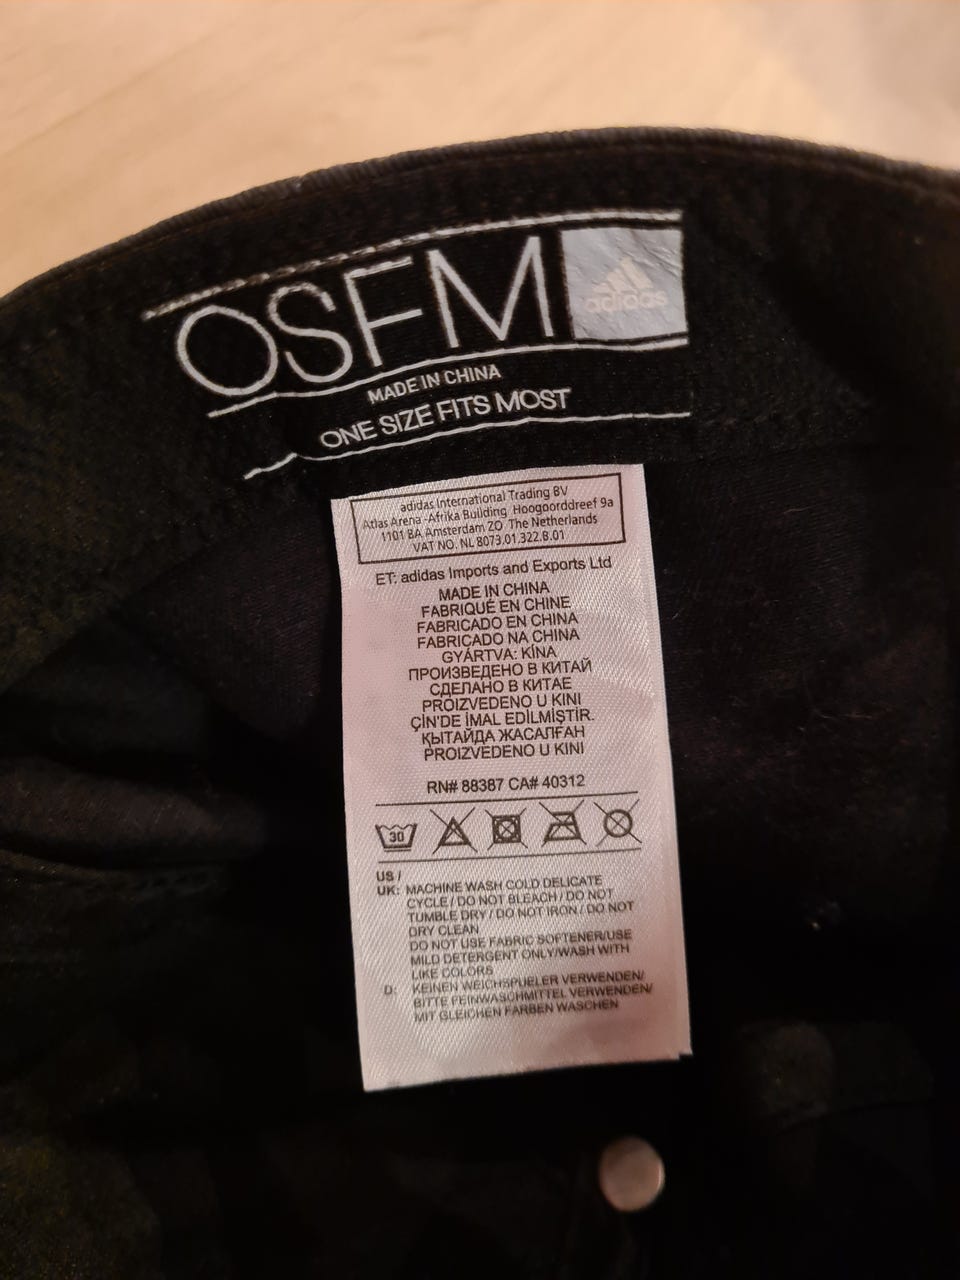 OSFM
adidas
MADE IN CHINA
ONE SIZE FITS MOST
adidas International Trading BV
Atlas Arena -Afrika Building Hoogoorddreef 9a
1101 BA Amsterdam ZO The Netherlands
VAT NO. NL 8073.01.322.B.01
ET: adidas Imports and Exports Ltd
MADE IN CHINA
FABRIQUÉ EN CHINE
FABRICADO EN CHINA
FABRICADO NA CHINA
GYÁRTVA: KÍNA
ПРОИЗВЕДЕНО В КИТАЙ
СДЕЛАНО В КИТАЕ
PROIZVEDENO U KINI
ÇİN'DE İMAL EDİLMİŞTİR.
ҚЫТАЙДА ЖАСАЛҒАН
PROIZVEDENO U KINI
RN# 88387 CA# 40312
30
US /
UK: MACHINE WASH COLD DELICATE
CYCLE / DO NOT BLEACH / DO NOT
TUMBLE DRY / DO NOT IRON / DO NOT
DRY CLEAN
DO NOT USE FABRIC SOFTENER/USE
MILD DETERGENT ONLY/WASH WITH
LIKE COLORS
D: KEINEN WEICHSPUELER VERWENDEN/
BITTE FEINWASCHMITTEL VERWENDEN/
MIT GLEICHEN FARBEN WASCHEN